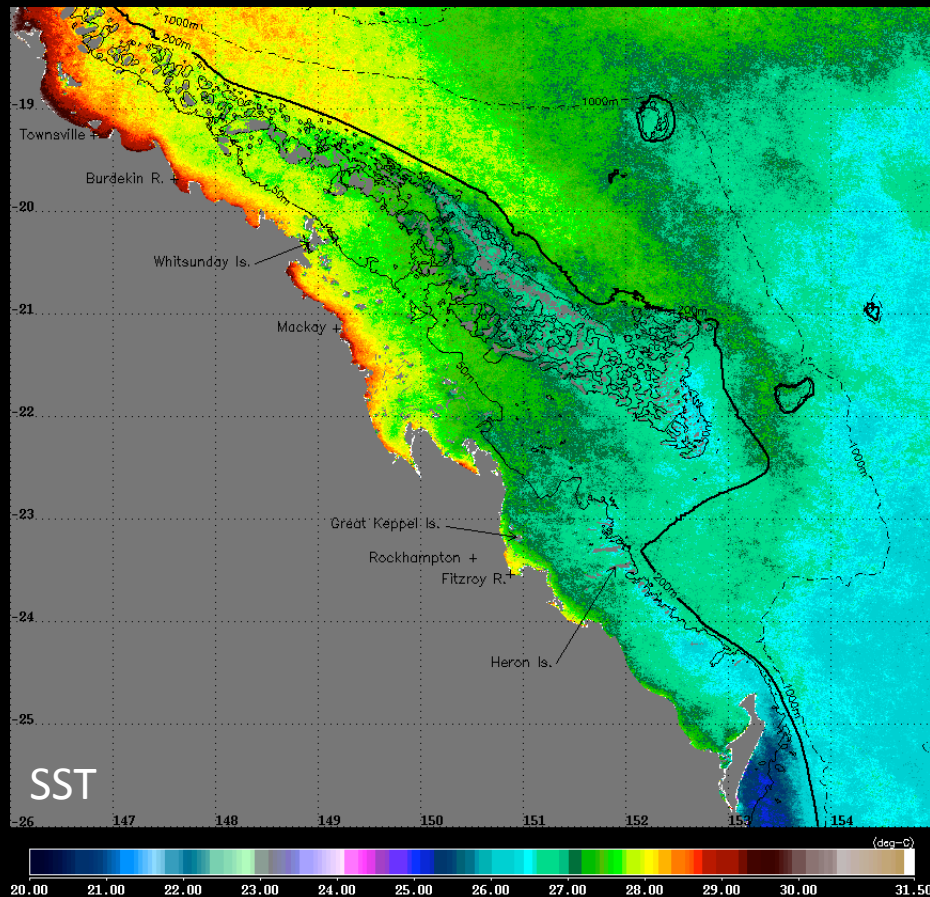 1000m
200m
1000m
-19
Townsville
Burdekin R.
50m
-20
Whitsunday Is.
-21
200m
Mackay
50m
-22
50m
1000m
-23
Great Keppel Is.
Rockhampton
Fitzroy R.
200m
-24
Heron Is.
1000m
-25
SST
-26
147 148 149 150 151 152 153 154
(deg-C)
20.00 21.00 22.00 23.00 24.00 25.00 26.00 27.00 28.00 29.00 30.00 31.50